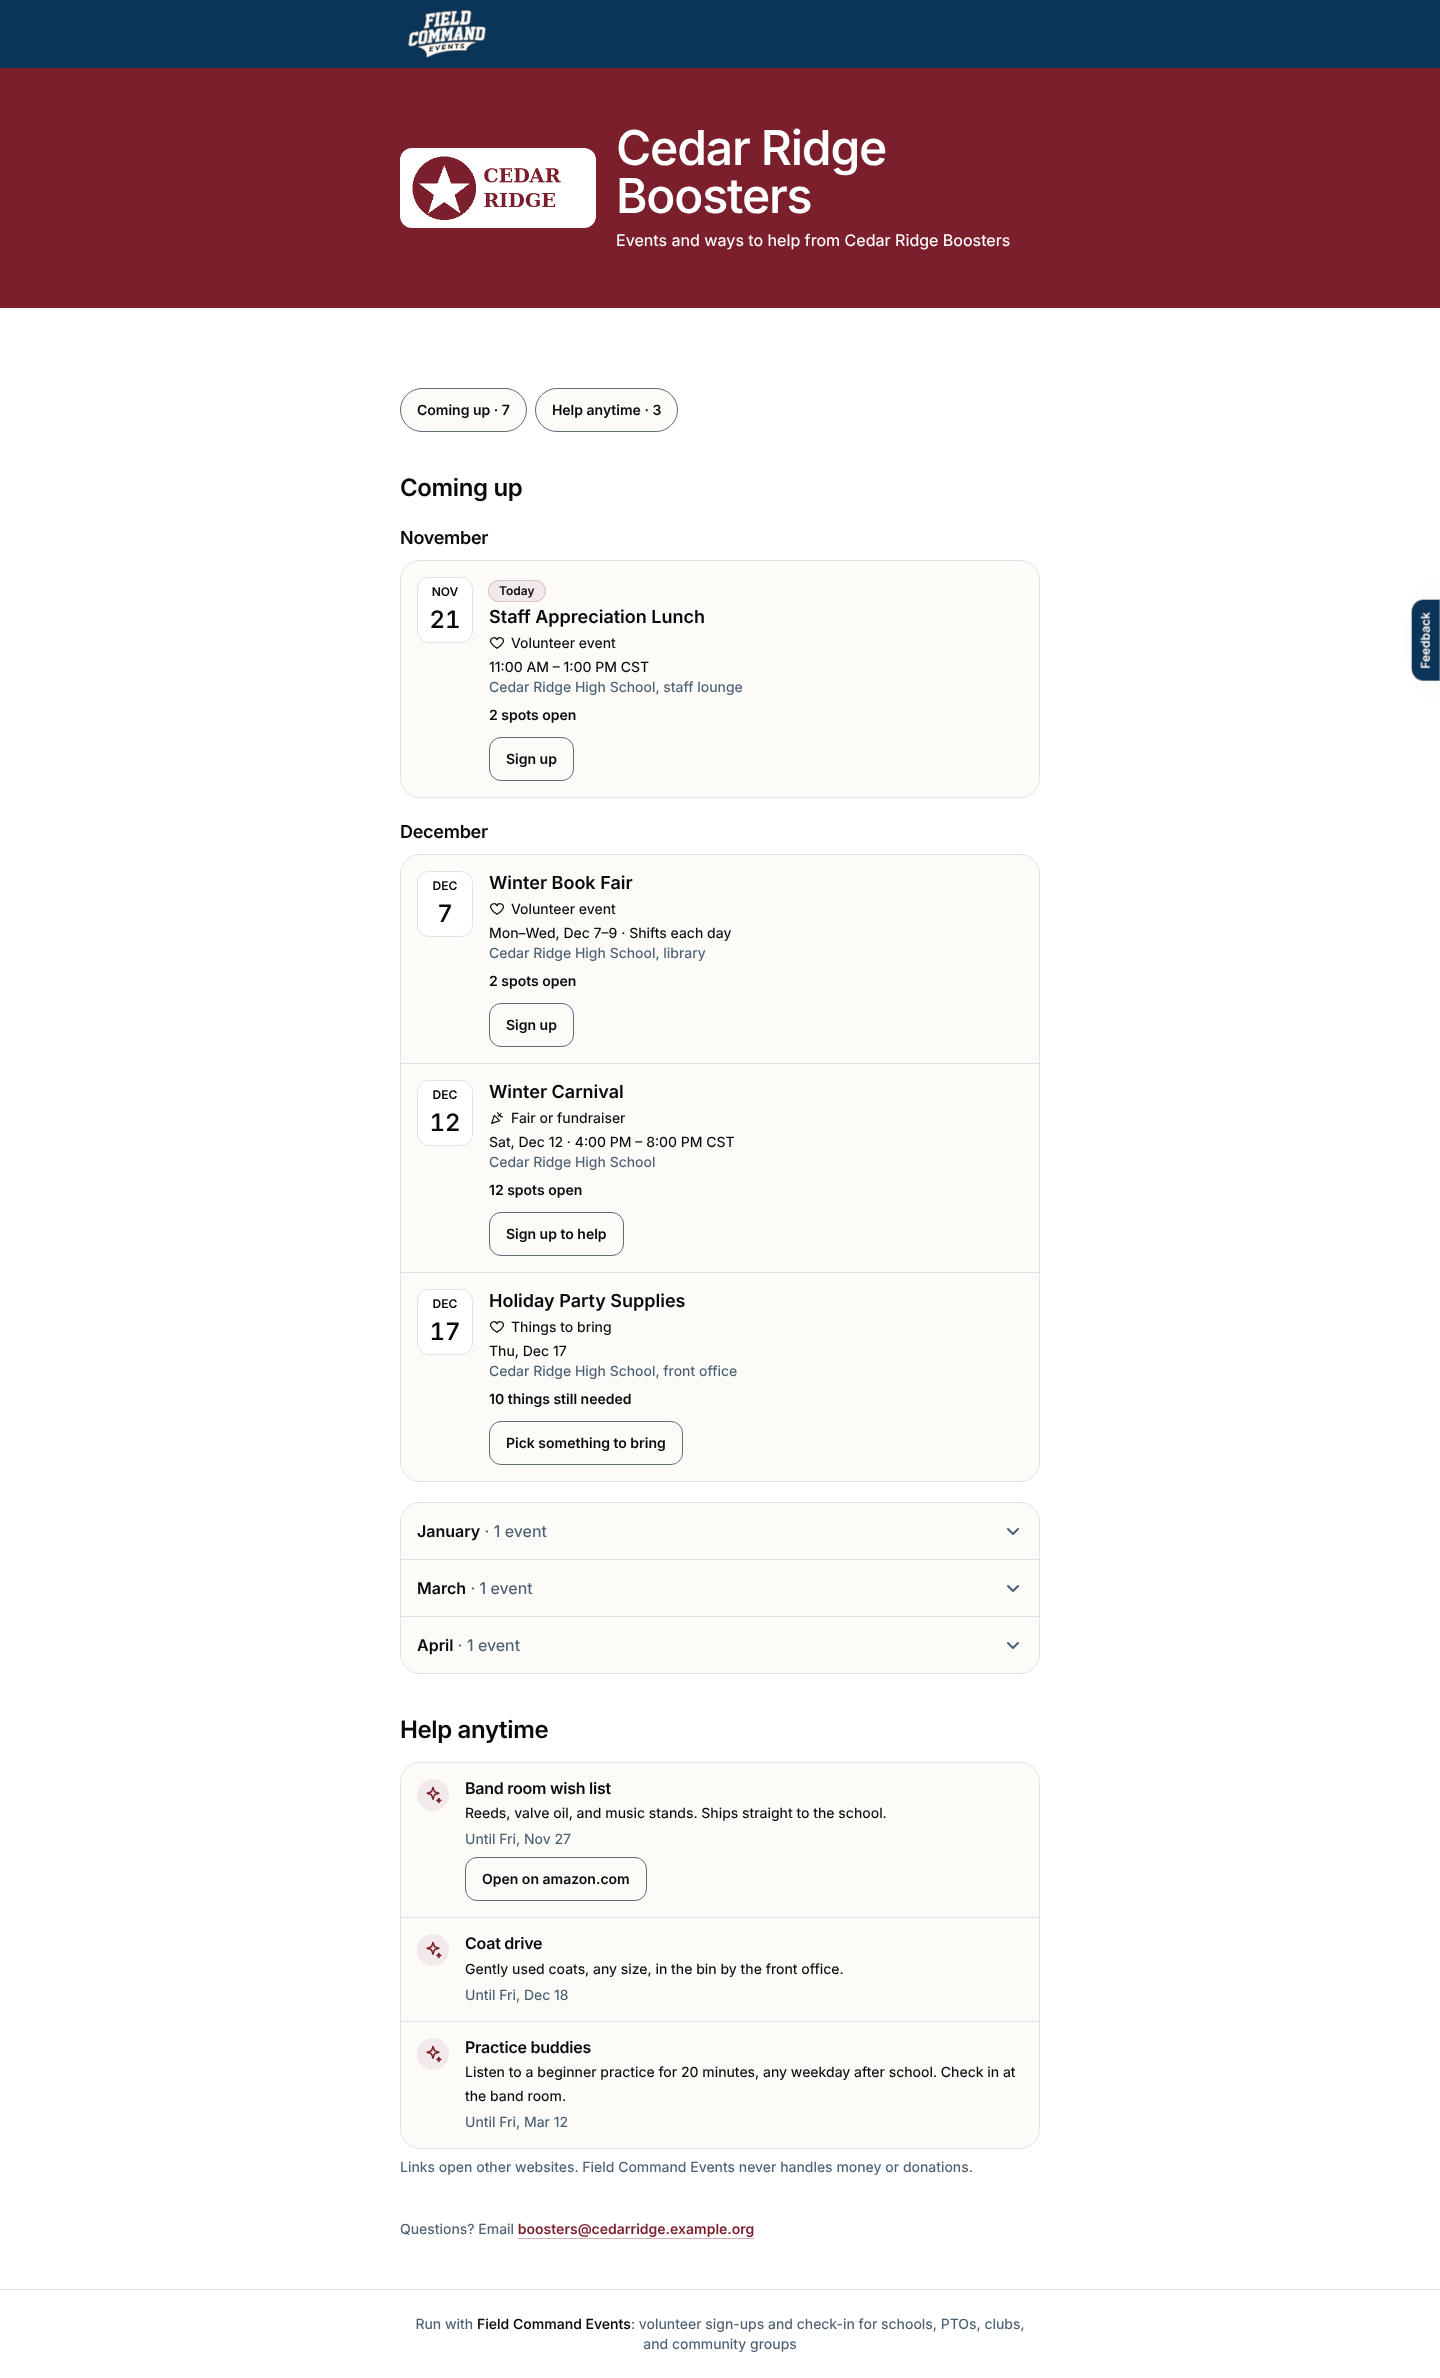 FIELD
COMMAND
EVENTS
CEDAR
RIDGE
Cedar Ridge
Boosters
Events and ways to help from Cedar Ridge Boosters
Coming up · 7
Help anytime · 3
Coming up
November
NOV
21
Today
Staff Appreciation Lunch
Volunteer event
11:00 AM – 1:00 PM CST
Cedar Ridge High School, staff lounge
2 spots open
Sign up
Feedback
December
DEC
7
Winter Book Fair
Volunteer event
Mon–Wed, Dec 7–9 · Shifts each day
Cedar Ridge High School, library
2 spots open
Sign up
DEC
12
Winter Carnival
Fair or fundraiser
Sat, Dec 12 · 4:00 PM – 8:00 PM CST
Cedar Ridge High School
12 spots open
Sign up to help
DEC
17
Holiday Party Supplies
Things to bring
Thu, Dec 17
Cedar Ridge High School, front office
10 things still needed
Pick something to bring
January · 1 event
March · 1 event
April · 1 event
Help anytime
Band room wish list
Reeds, valve oil, and music stands. Ships straight to the school.
Until Fri, Nov 27
Open on amazon.com
Coat drive
Gently used coats, any size, in the bin by the front office.
Until Fri, Dec 18
Practice buddies
Listen to a beginner practice for 20 minutes, any weekday after school. Check in at
the band room.
Until Fri, Mar 12
Links open other websites. Field Command Events never handles money or donations.
Questions? Email boosters@cedarridge.example.org
Run with Field Command Events: volunteer sign-ups and check-in for schools, PTOs, clubs,
and community groups